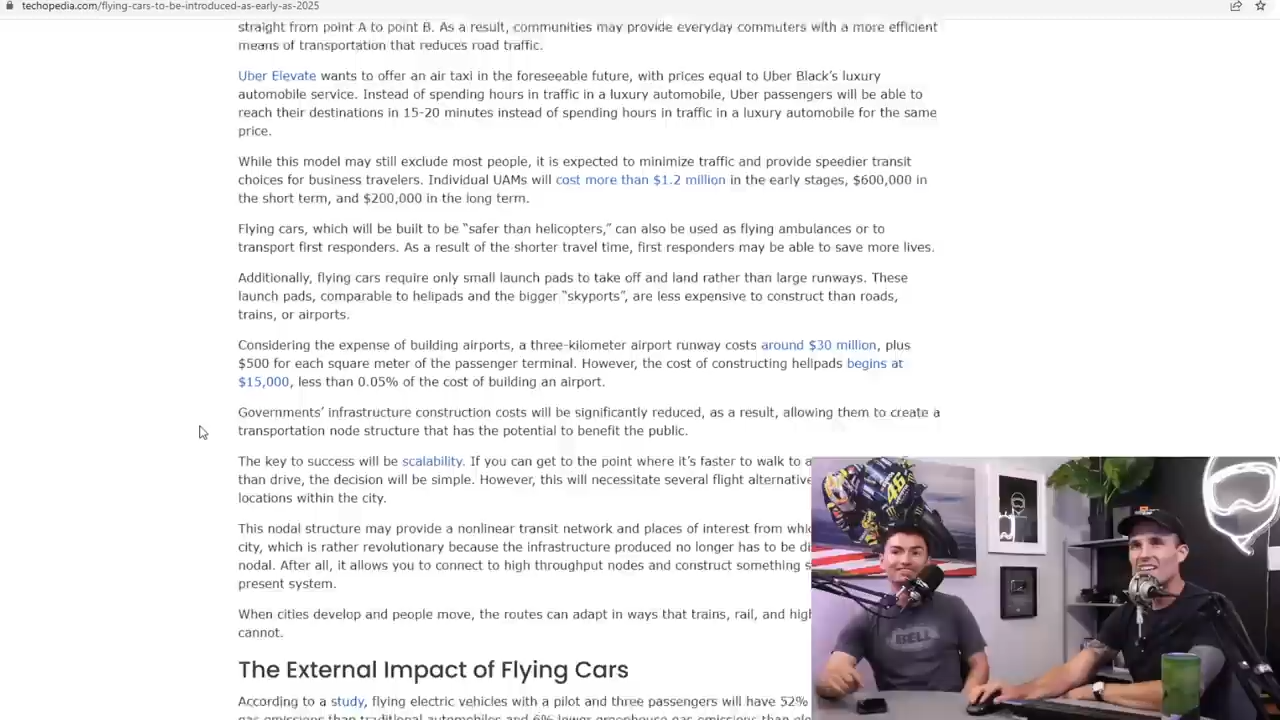 techopedia.com/flying-cars-to-be-introduced-as-early-as-2025
straight from point A to point B. As a result, communities may provide everyday commuters with a more efficient
means of transportation that reduces road traffic.
Uber Elevate wants to offer an air taxi in the foreseeable future, with prices equal to Uber Black's luxury
automobile service. Instead of spending hours in traffic in a luxury automobile, Uber passengers will be able to
reach their destinations in 15-20 minutes instead of spending hours in traffic in a luxury automobile for the same
price.
While this model may still exclude most people, it is expected to minimize traffic and provide speedier transit
choices for business travelers. Individual UAMs will cost more than $1.2 million in the early stages, $600,000 in
the short term, and $200,000 in the long term.
Flying cars, which will be built to be “safer than helicopters,” can also be used as flying ambulances or to
transport first responders. As a result of the shorter travel time, first responders may be able to save more lives.
Additionally, flying cars require only small launch pads to take off and land rather than large runways. These
launch pads, comparable to helipads and the bigger “skyports”, are less expensive to construct than roads,
trains, or airports.
Considering the expense of building airports, a three-kilometer airport runway costs around $30 million, plus
$500 for each square meter of the passenger terminal. However, the cost of constructing helipads begins at
$15,000, less than 0.05% of the cost of building an airport.
Governments' infrastructure construction costs will be significantly reduced, as a result, allowing them to create a
transportation node structure that has the potential to benefit the public.
The key to success will be scalability. If you can get to the point where it's faster to walk to a
than drive, the decision will be simple. However, this will necessitate several flight alternative
locations within the city.
This nodal structure may provide a nonlinear transit network and places of interest from whic
city, which is rather revolutionary because the infrastructure produced no longer has to be di
nodal. After all, it allows you to connect to high throughput nodes and construct something s
present system.
When cities develop and people move, the routes can adapt in ways that trains, rail, and high
cannot.
The External Impact of Flying Cars
According to a study, flying electric vehicles with a pilot and three passengers will have 52%
gas emissions than traditional automobiles and 6% lower greenhouse gas emissions than ele
46
BELL